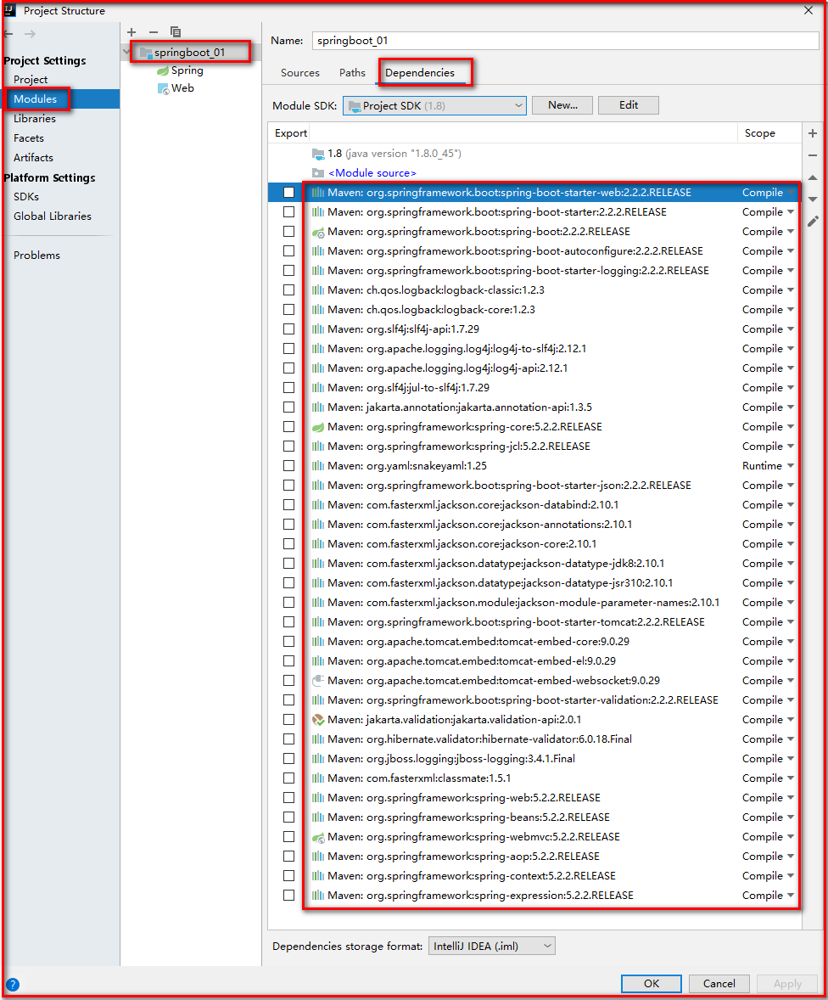 Project Structure
Project Settings
Project
Modules
Libraries
Facets
Artifacts
Platform Settings
SDKs
Global Libraries
Problems
springboot_01
Spring
Web
Name: springboot_01
Sources Paths Dependencies
Module SDK: Project SDK (1.8) New... Edit
Export Scope
1.8 (java version "1.8.0_45")
<Module source>
Maven: org.springframework.boot:spring-boot-starter-web:2.2.2.RELEASE Compile
Maven: org.springframework.boot:spring-boot-starter:2.2.2.RELEASE Compile
Maven: org.springframework.boot:spring-boot:2.2.2.RELEASE Compile
Maven: org.springframework.boot:spring-boot-autoconfigure:2.2.2.RELEASE Compile
Maven: org.springframework.boot:spring-boot-starter-logging:2.2.2.RELEASE Compile
Maven: ch.qos.logback:logback-classic:1.2.3 Compile
Maven: ch.qos.logback:logback-core:1.2.3 Compile
Maven: org.slf4j:slf4j-api:1.7.29 Compile
Maven: org.apache.logging.log4j:log4j-to-slf4j:2.12.1 Compile
Maven: org.apache.logging.log4j:log4j-api:2.12.1 Compile
Maven: org.slf4j:jul-to-slf4j:1.7.29 Compile
Maven: jakarta.annotation:jakarta.annotation-api:1.3.5 Compile
Maven: org.springframework:spring-core:5.2.2.RELEASE Compile
Maven: org.springframework:spring-jcl:5.2.2.RELEASE Compile
Maven: org.yaml:snakeyaml:1.25 Runtime
Maven: org.springframework.boot:spring-boot-starter-json:2.2.2.RELEASE Compile
Maven: com.fasterxml.jackson.core:jackson-databind:2.10.1 Compile
Maven: com.fasterxml.jackson.core:jackson-annotations:2.10.1 Compile
Maven: com.fasterxml.jackson.core:jackson-core:2.10.1 Compile
Maven: com.fasterxml.jackson.datatype:jackson-datatype-jdk8:2.10.1 Compile
Maven: com.fasterxml.jackson.datatype:jackson-datatype-jsr310:2.10.1 Compile
Maven: com.fasterxml.jackson.module:jackson-module-parameter-names:2.10.1 Compile
Maven: org.springframework.boot:spring-boot-starter-tomcat:2.2.2.RELEASE Compile
Maven: org.apache.tomcat.embed:tomcat-embed-core:9.0.29 Compile
Maven: org.apache.tomcat.embed:tomcat-embed-el:9.0.29 Compile
Maven: org.apache.tomcat.embed:tomcat-embed-websocket:9.0.29 Compile
Maven: org.springframework.boot:spring-boot-starter-validation:2.2.2.RELEASE Compile
Maven: jakarta.validation:jakarta.validation-api:2.0.1 Compile
Maven: org.hibernate.validator:hibernate-validator:6.0.18.Final Compile
Maven: org.jboss.logging:jboss-logging:3.4.1.Final Compile
Maven: com.fasterxml:classmate:1.5.1 Compile
Maven: org.springframework:spring-web:5.2.2.RELEASE Compile
Maven: org.springframework:spring-beans:5.2.2.RELEASE Compile
Maven: org.springframework:spring-webmvc:5.2.2.RELEASE Compile
Maven: org.springframework:spring-aop:5.2.2.RELEASE Compile
Maven: org.springframework:spring-context:5.2.2.RELEASE Compile
Maven: org.springframework:spring-expression:5.2.2.RELEASE Compile
Dependencies storage format: IntelliJ IDEA (.iml)
? OK Cancel Apply